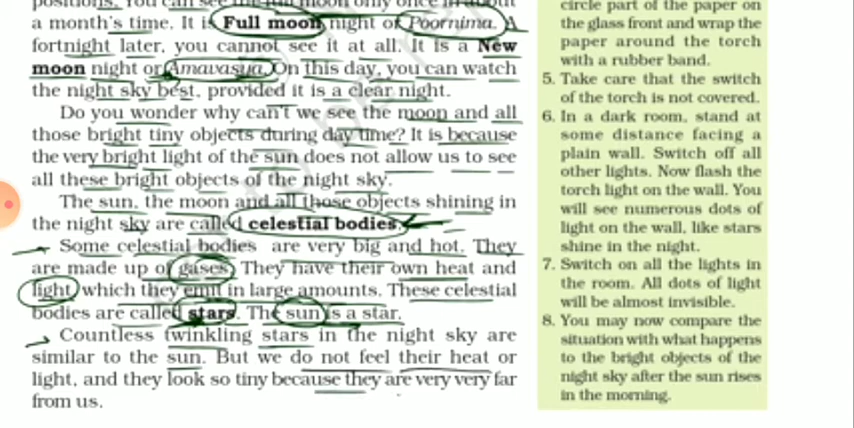 positions. You can see the full moon only once in
a month's time. It is Full moon night or Poornima. A
fortnight later, you cannot see it at all. It is a New
moon night or Amavasya. On this day, you can watch
the night sky best, provided it is a clear night.
Do you wonder why can't we see the moon and all
those bright tiny objects during day time? It is because
the very bright light of the sun does not allow us to see
all these bright objects of the night sky.
The sun, the moon and all those objects shining in
the night sky are called celestial bodies.
Some celestial bodies are very big and hot. They
are made up of gases. They have their own heat and
light, which they emit in large amounts. These celestial
bodies are called stars. The sun is a star.
Countless twinkling stars in the night sky are
similar to the sun. But we do not feel their heat or
light, and they look so tiny because they are very very far
from us.
circle part of the paper on
the glass front and wrap the
paper around the torch
with a rubber band.
5. Take care that the switch
of the torch is not covered.
6. In a dark room, stand at
some distance facing a
plain wall. Switch off all
other lights. Now flash the
torch light on the wall. You
will see numerous dots of
light on the wall, like stars
shine in the night.
7. Switch on all the lights in
the room. All dots of light
will be almost invisible.
8. You may now compare the
situation with what happens
to the bright objects of the
night sky after the sun rises
in the morning.